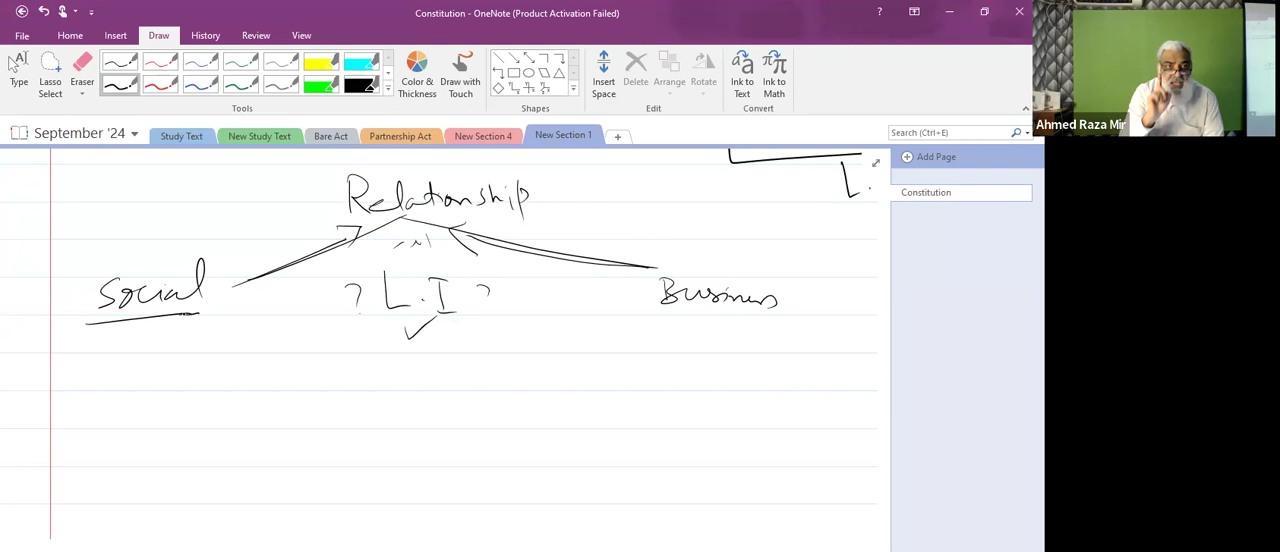 Constitution - OneNote (Product Activation Failed)
?
File Home Insert Draw History Review View
Type
Lasso Select
Eraser
Color & Thickness
Draw with Touch
Insert Space
Delete
Arrange
Rotate
Ink to Text
Ink to Math
Tools
Shapes
Edit
Convert
Ahmed Raza Mir
September '24
Study Text
New Study Text
Bare Act
Partnership Act
New Section 4
New Section 1
Search (Ctrl+E)
Add Page
Constitution
L.
Relationship
Social
? L.I ?
Business